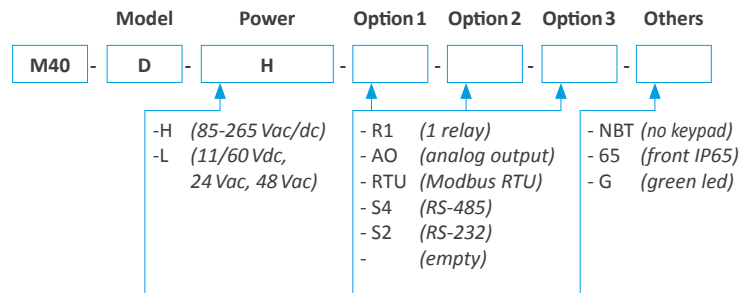 Model Power Option 1 Option 2 Option 3 Others
M40 - D - H - - - -
-H (85-265 Vac/dc)
-L (11/60 Vdc,
24 Vac, 48 Vac)
- R1 (1 relay)
- AO (analog output)
- RTU (Modbus RTU)
- S4 (RS-485)
- S2 (RS-232)
- (empty)
- NBT (no keypad)
- 65 (front IP65)
- G (green led)